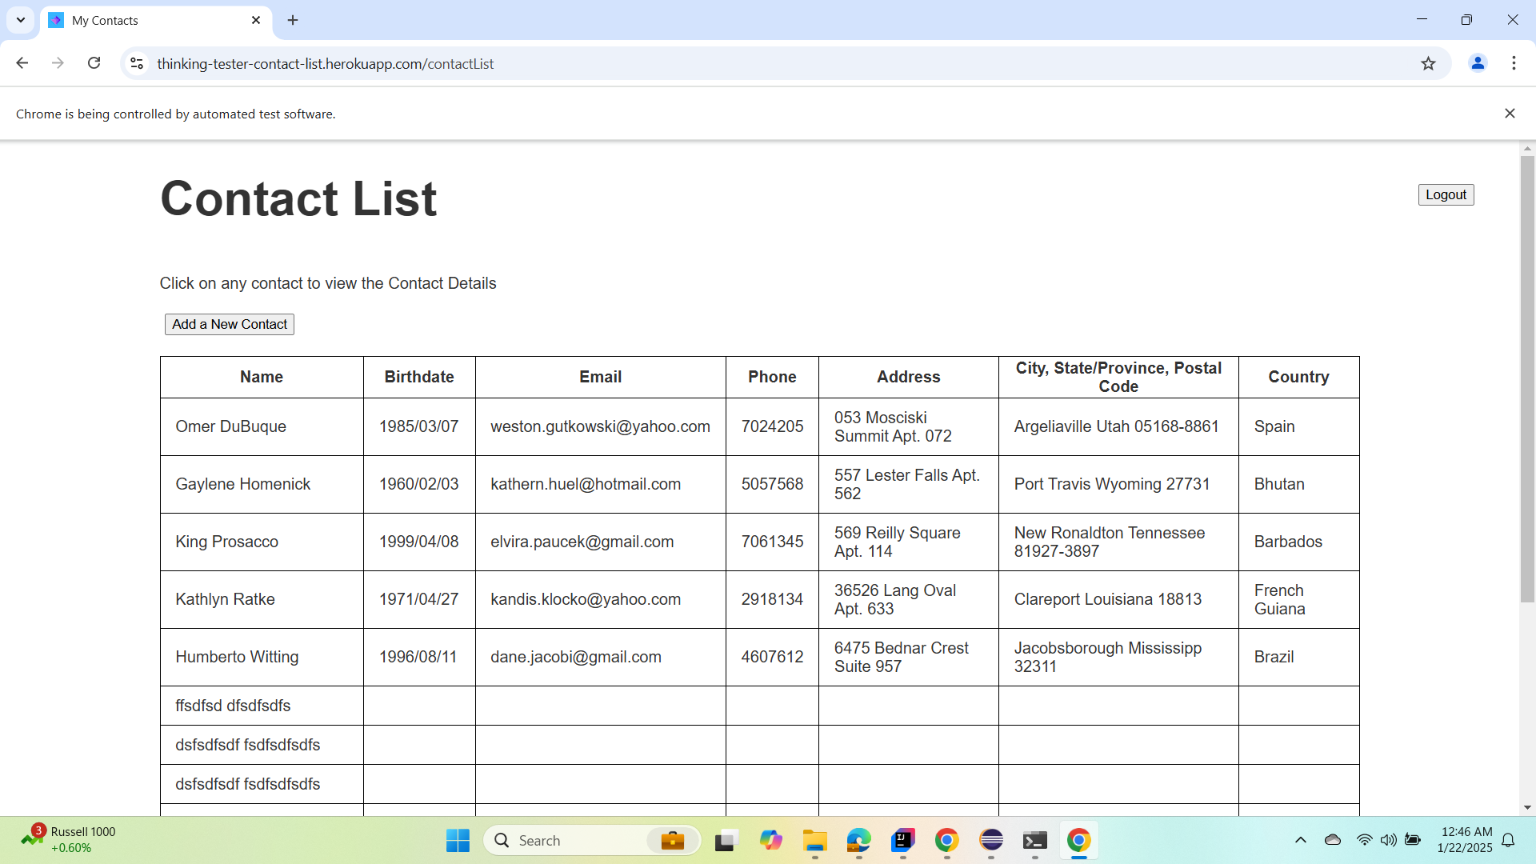 My Contacts
thinking-tester-contact-list.herokuapp.com/contactList
Chrome is being controlled by automated test software.
Contact List
Logout
Click on any contact to view the Contact Details
Add a New Contact
Name Birthdate Email Phone Address City, State/Province, Postal Code Country
Omer DuBuque 1985/03/07 weston.gutkowski@yahoo.com 7024205 053 Mosciski Summit Apt. 072 Argeliaville Utah 05168-8861 Spain
Gaylene Homenick 1960/02/03 kathern.huel@hotmail.com 5057568 557 Lester Falls Apt. 562 Port Travis Wyoming 27731 Bhutan
King Prosacco 1999/04/08 elvira.paucek@gmail.com 7061345 569 Reilly Square Apt. 114 New Ronaldton Tennessee 81927-3897 Barbados
Kathlyn Ratke 1971/04/27 kandis.klocko@yahoo.com 2918134 36526 Lang Oval Apt. 633 Clareport Louisiana 18813 French Guiana
Humberto Witting 1996/08/11 dane.jacobi@gmail.com 4607612 6475 Bednar Crest Suite 957 Jacobsborough Mississipp 32311 Brazil
ffsdfsd dfsdfsdfs
dsfsdfsdf fsdfsdfsdfs
dsfsdfsdf fsdfsdfsdfs
3
Russell 1000
+0.60%
Search
12:46 AM
1/22/2025